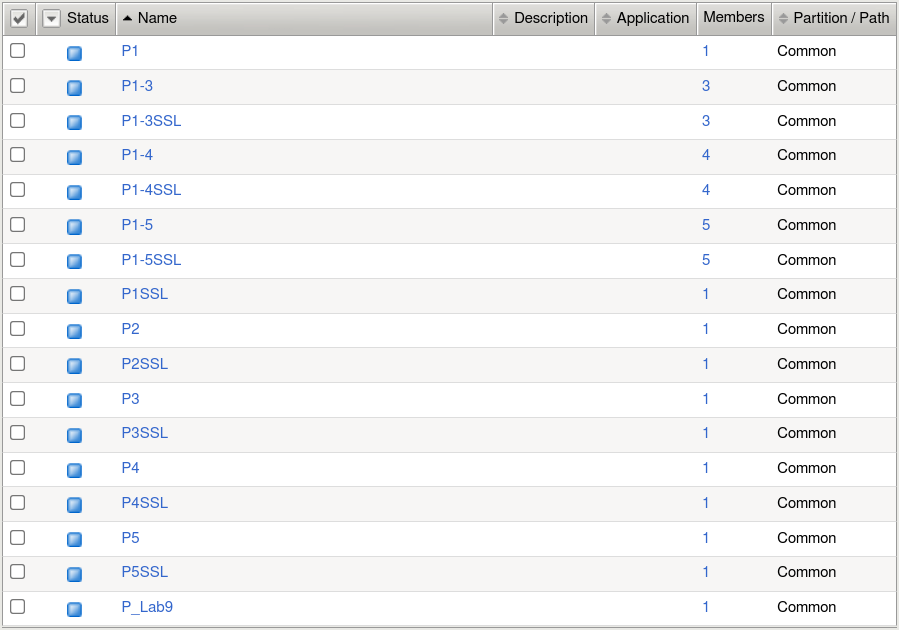 Status Name Description Application Members Partition / Path
P1 1 Common
P1-3 3 Common
P1-3SSL 3 Common
P1-4 4 Common
P1-4SSL 4 Common
P1-5 5 Common
P1-5SSL 5 Common
P1SSL 1 Common
P2 1 Common
P2SSL 1 Common
P3 1 Common
P3SSL 1 Common
P4 1 Common
P4SSL 1 Common
P5 1 Common
P5SSL 1 Common
P_Lab9 1 Common